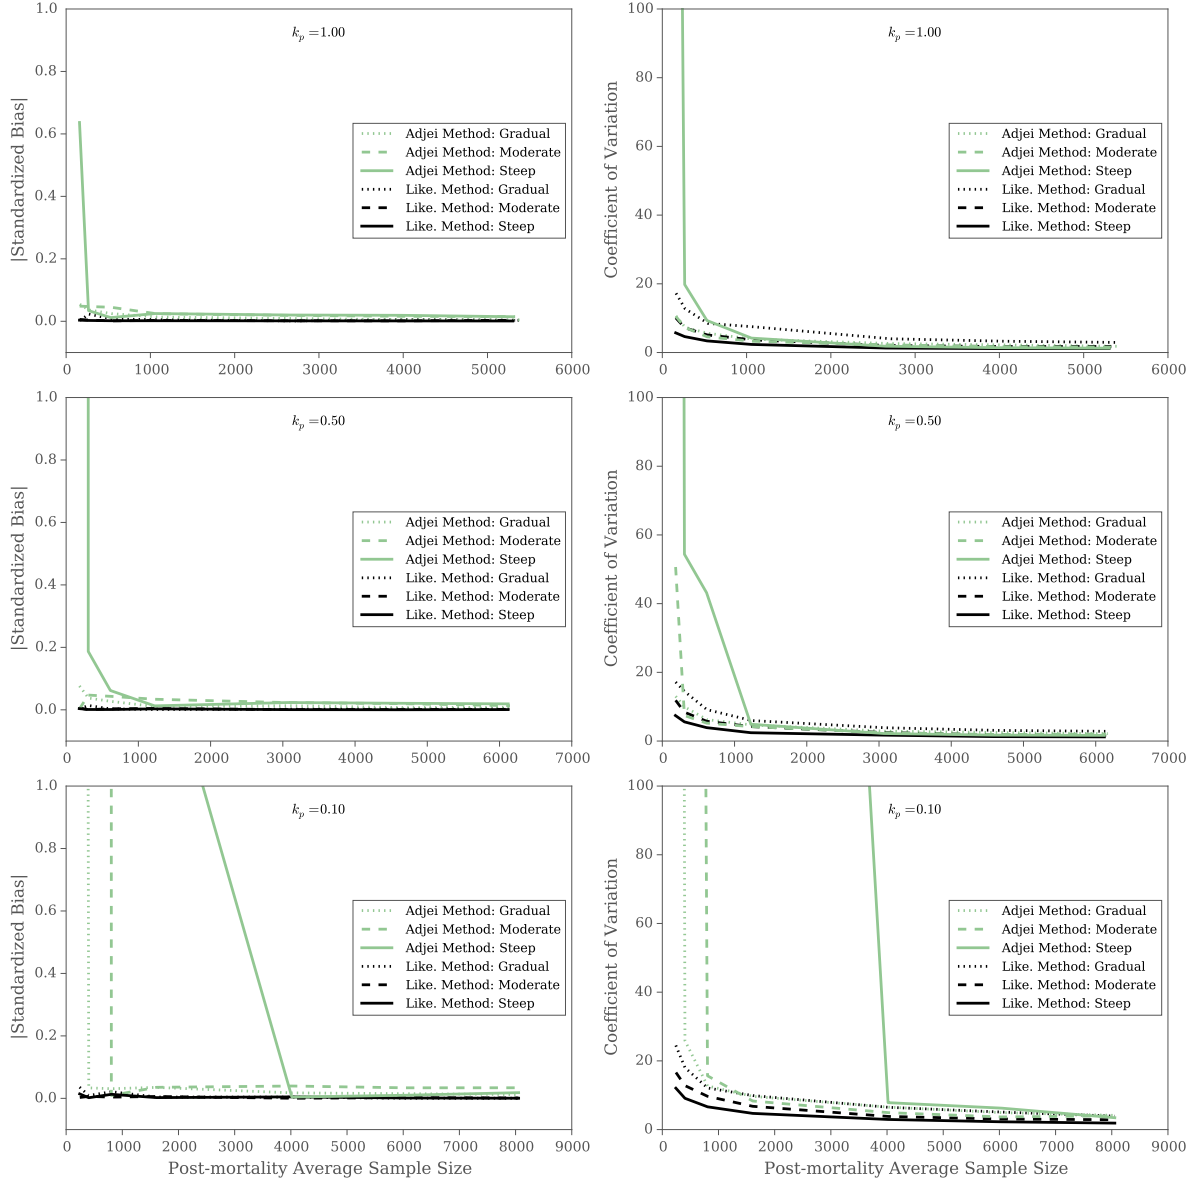 1.0
0.8
0.6
0.4
0.2
0.0
|Standardized Bias|
k_p =1.00
Adjei Method: Gradual
Adjei Method: Moderate
Adjei Method: Steep
Like. Method: Gradual
Like. Method: Moderate
Like. Method: Steep
0 1000 2000 3000 4000 5000 6000
100
80
60
40
20
0
Coefficient of Variation
k_p =1.00
Adjei Method: Gradual
Adjei Method: Moderate
Adjei Method: Steep
Like. Method: Gradual
Like. Method: Moderate
Like. Method: Steep
0 1000 2000 3000 4000 5000 6000
1.0
0.8
0.6
0.4
0.2
0.0
|Standardized Bias|
k_p =0.50
Adjei Method: Gradual
Adjei Method: Moderate
Adjei Method: Steep
Like. Method: Gradual
Like. Method: Moderate
Like. Method: Steep
0 1000 2000 3000 4000 5000 6000 7000
100
80
60
40
20
0
Coefficient of Variation
k_p =0.50
Adjei Method: Gradual
Adjei Method: Moderate
Adjei Method: Steep
Like. Method: Gradual
Like. Method: Moderate
Like. Method: Steep
0 1000 2000 3000 4000 5000 6000 7000
1.0
0.8
0.6
0.4
0.2
0.0
|Standardized Bias|
k_p =0.10
Adjei Method: Gradual
Adjei Method: Moderate
Adjei Method: Steep
Like. Method: Gradual
Like. Method: Moderate
Like. Method: Steep
0 1000 2000 3000 4000 5000 6000 7000 8000 9000
Post-mortality Average Sample Size
100
80
60
40
20
0
Coefficient of Variation
k_p =0.10
Adjei Method: Gradual
Adjei Method: Moderate
Adjei Method: Steep
Like. Method: Gradual
Like. Method: Moderate
Like. Method: Steep
0 1000 2000 3000 4000 5000 6000 7000 8000 9000
Post-mortality Average Sample Size